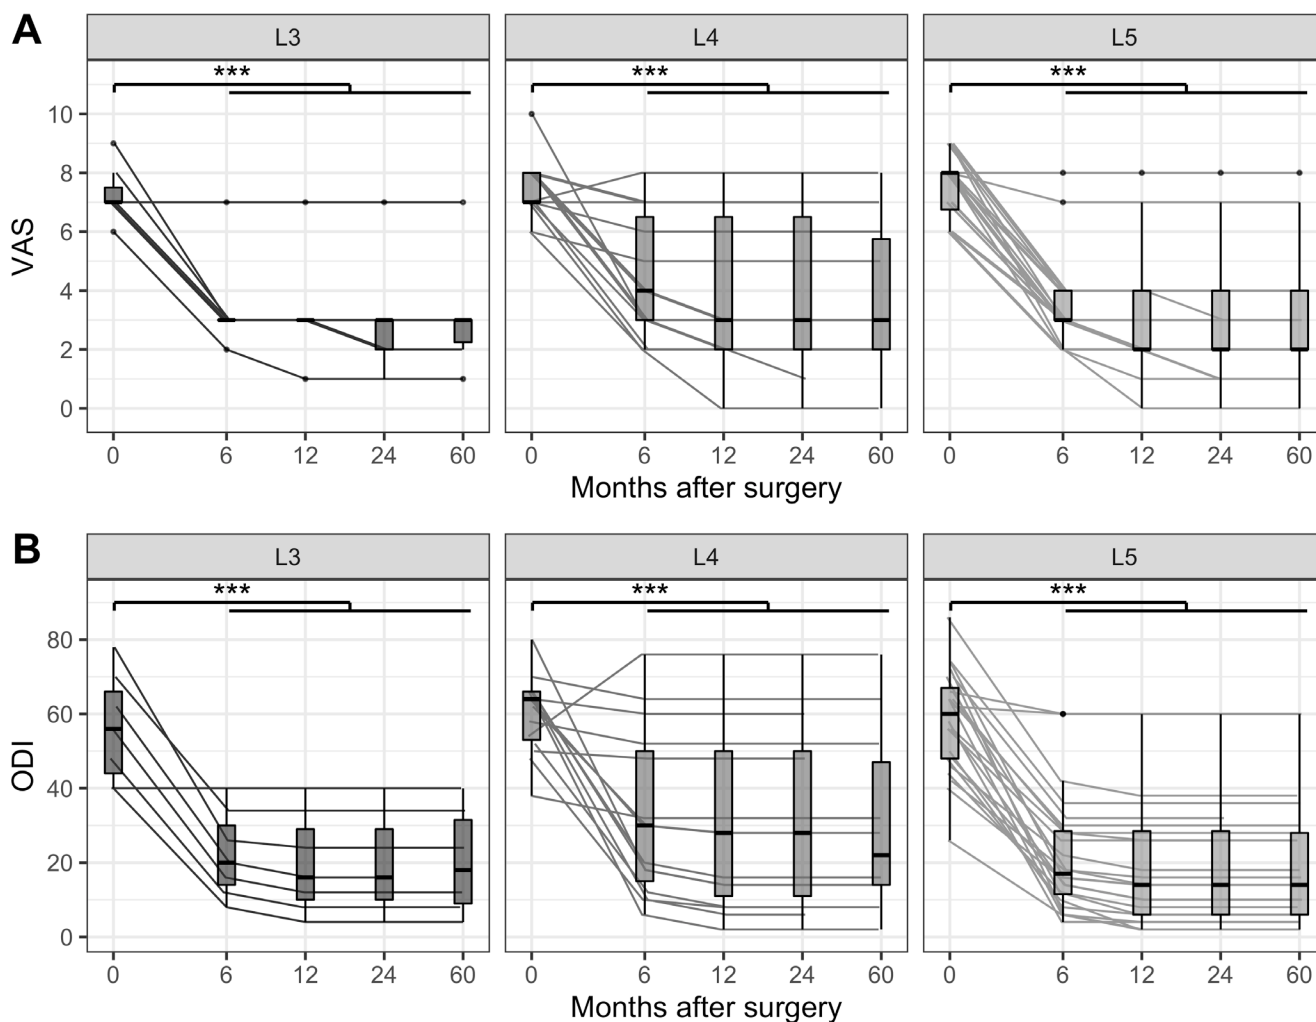 A
L3 L4 L5
*** *** ***
VAS
10
8
6
4
2
0
0 6 12 24 60 0 6 12 24 60 0 6 12 24 60
Months after surgery
B
L3 L4 L5
*** *** ***
ODI
80
60
40
20
0
0 6 12 24 60 0 6 12 24 60 0 6 12 24 60
Months after surgery